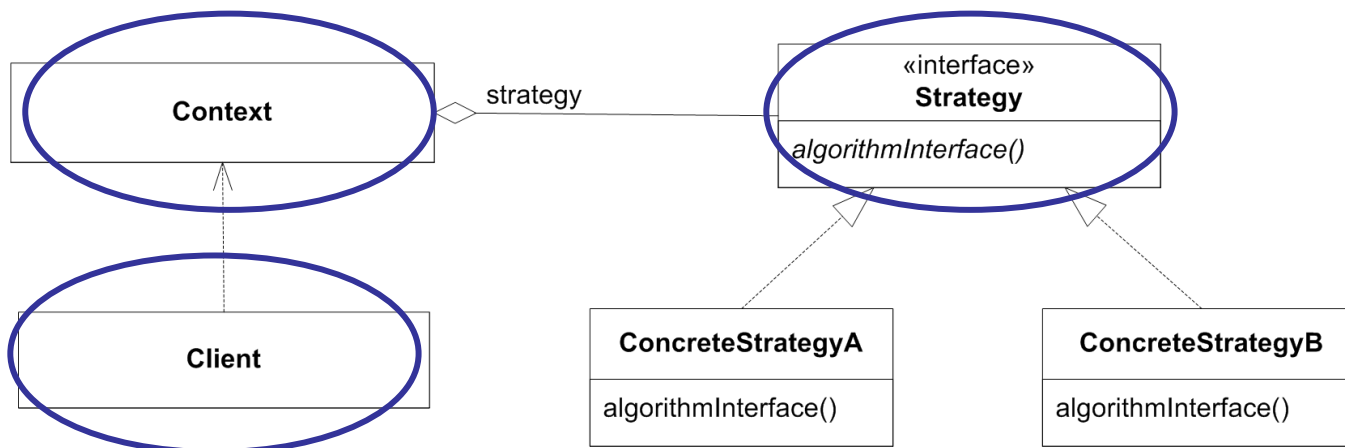 Context
strategy
«interface»
Strategy
algorithmInterface()
Client
ConcreteStrategyA
algorithmInterface()
ConcreteStrategyB
algorithmInterface()